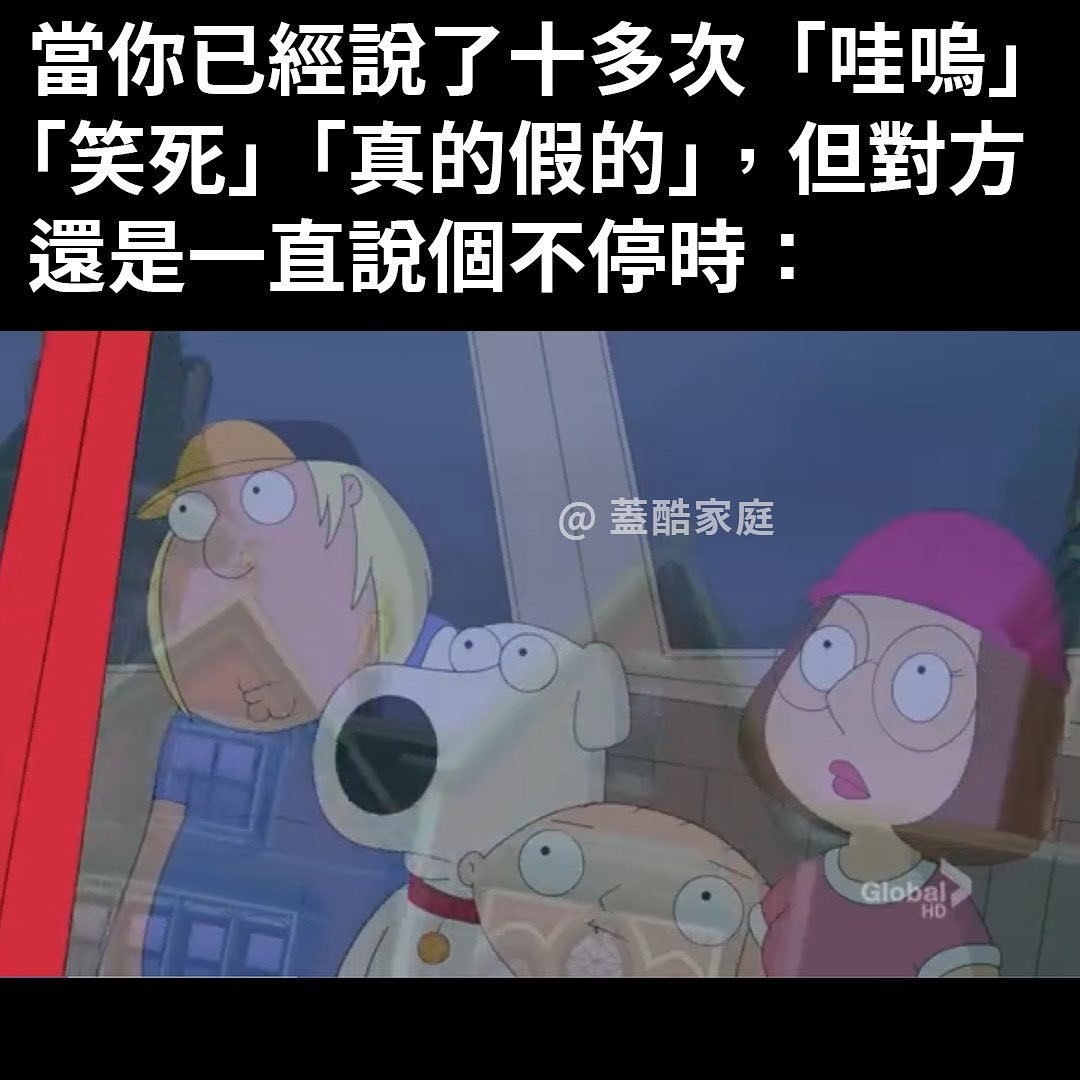 當你已經說了十多次「哇嗚」
「笑死」「真的假的」，但對方
還是一直說個不停時：
@ 蓋酷家庭
Global
HD